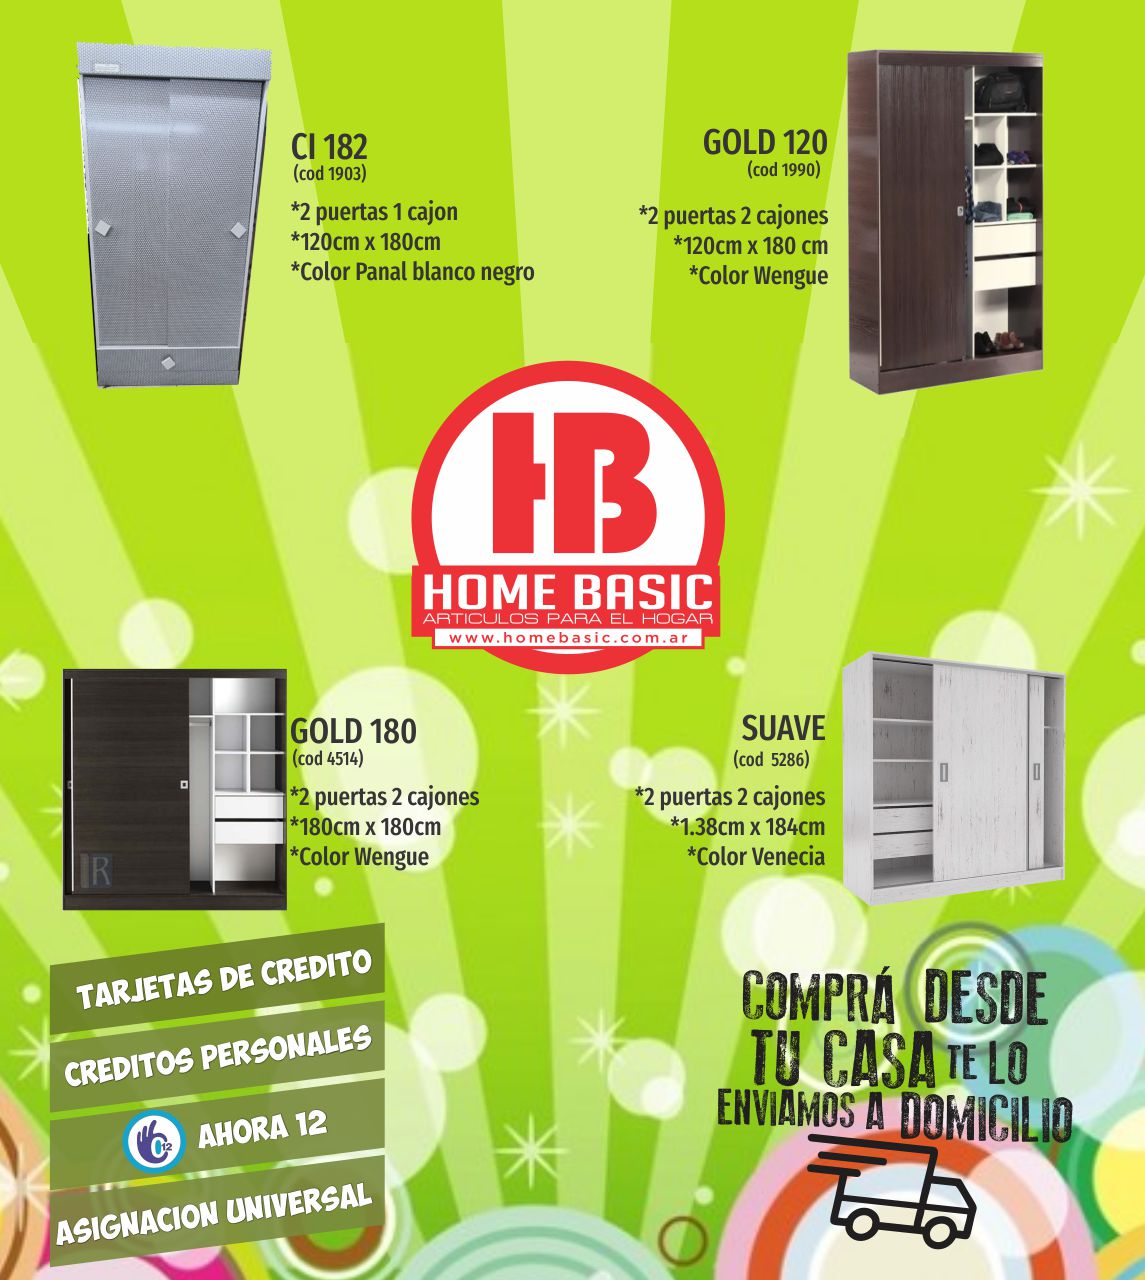 CI 182
(cod 1903)
*2 puertas 1 cajon
*120cm x 180cm
*Color Panal blanco negro
GOLD 120
(cod 1990)
*2 puertas 2 cajones
*120cm x 180 cm
*Color Wengue
HB
HOME BASIC
ARTICULOS PARA EL HOGAR
www.homebasic.com.ar
GOLD 180
(cod 4514)
*2 puertas 2 cajones
*180cm x 180cm
*Color Wengue
R
SUAVE
(cod 5286)
*2 puertas 2 cajones
*1.38cm x 184cm
*Color Venecia
TARJETAS DE CREDITO
CREDITOS PERSONALES
12
AHORA 12
ASIGNACION UNIVERSAL
COMPRÁ DESDE
TU CASA TE LO
ENVIAMOS A DOMICILIO